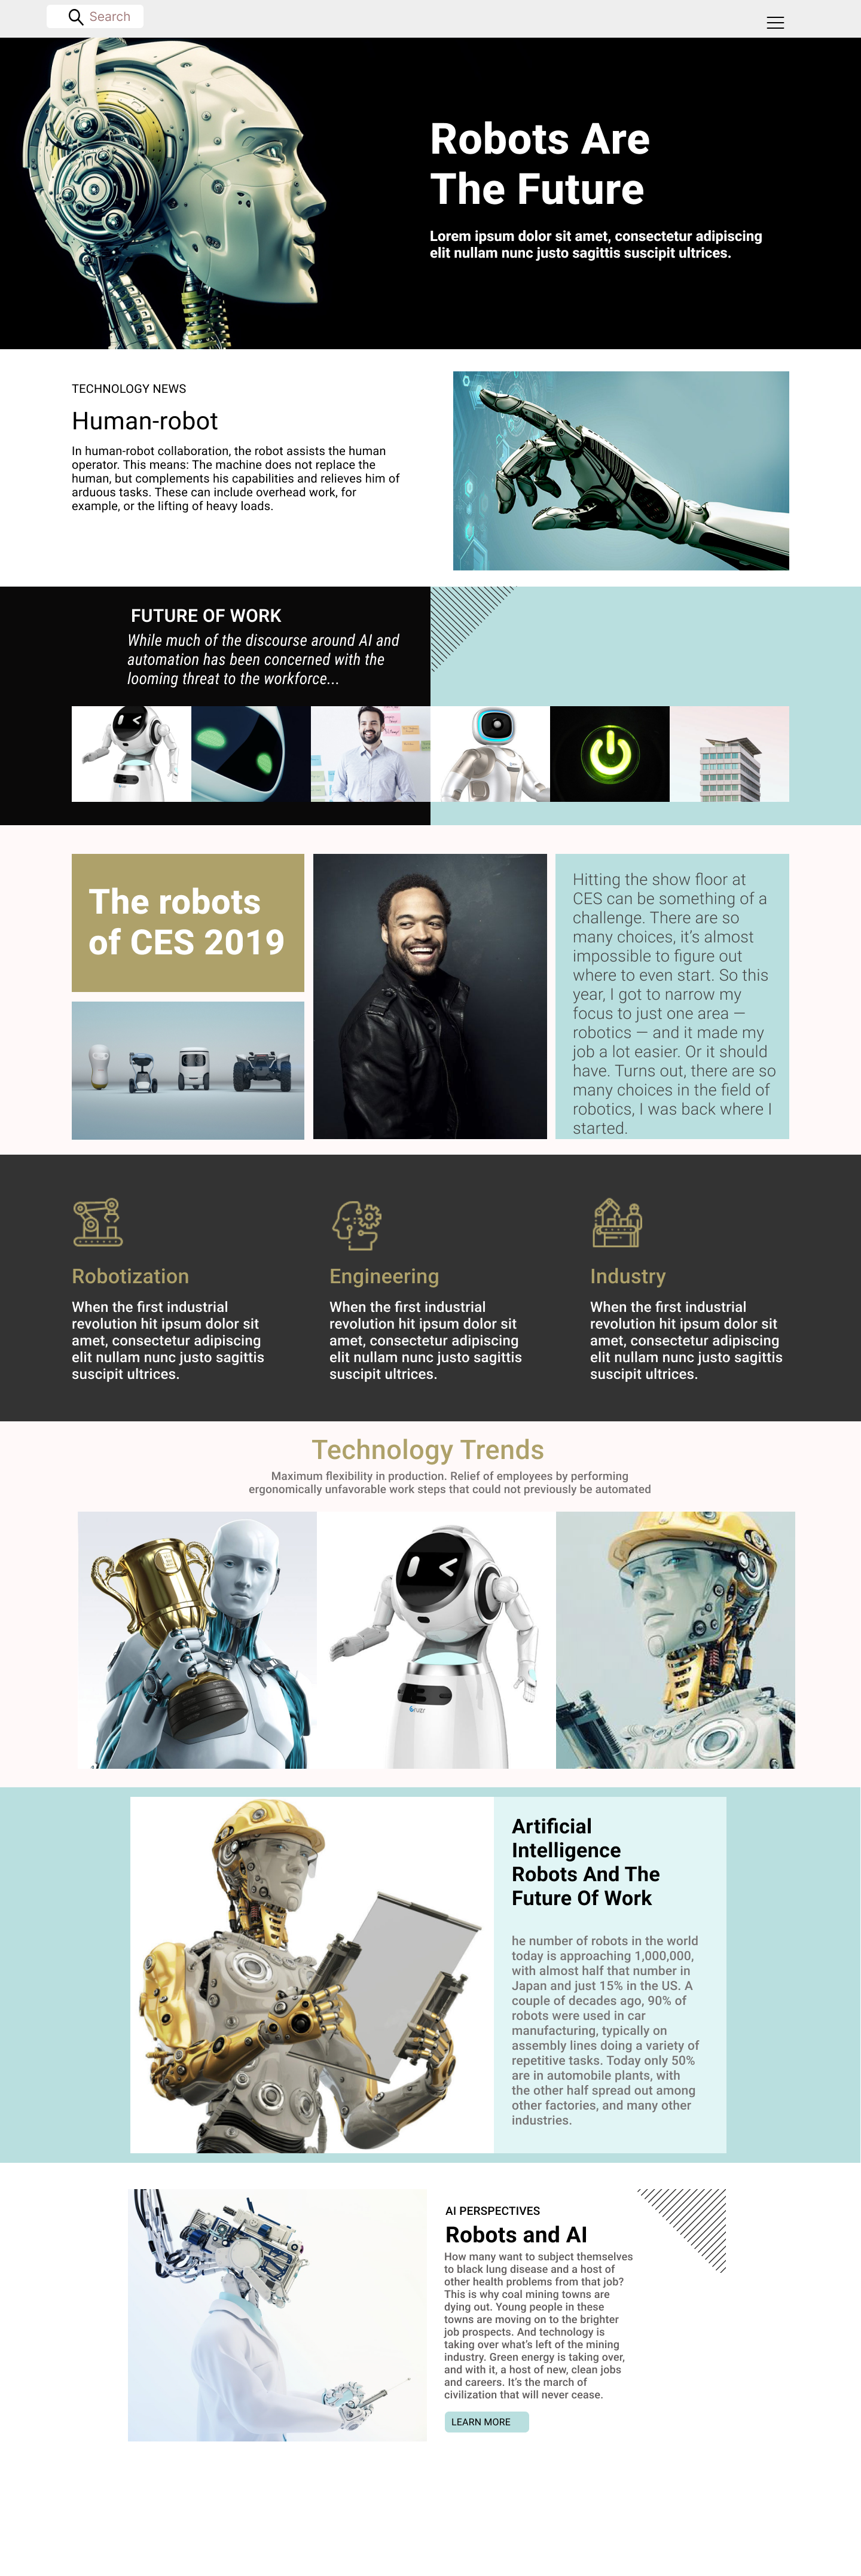 Search
Robots Are
The Future
Lorem ipsum dolor sit amet, consectetur adipiscing
elit nullam nunc justo sagittis suscipit ultrices.
TECHNOLOGY NEWS
Human-robot
In human-robot collaboration, the robot assists the human
operator. This means: The machine does not replace the
human, but complements his capabilities and relieves him of
arduous tasks. These can include overhead work, for
example, or the lifting of heavy loads.
FUTURE OF WORK
While much of the discourse around AI and
automation has been concerned with the
looming threat to the workforce...
The robots
of CES 2019
Hitting the show floor at
CES can be something of a
challenge. There are so
many choices, it’s almost
impossible to figure out
where to even start. So this
year, I got to narrow my
focus to just one area —
robotics — and it made my
job a lot easier. Or it should
have. Turns out, there are so
many choices in the field of
robotics, I was back where I
started.
Robotization
When the first industrial
revolution hit ipsum dolor sit
amet, consectetur adipiscing
elit nullam nunc justo sagittis
suscipit ultrices.
Engineering
When the first industrial
revolution hit ipsum dolor sit
amet, consectetur adipiscing
elit nullam nunc justo sagittis
suscipit ultrices.
Industry
When the first industrial
revolution hit ipsum dolor sit
amet, consectetur adipiscing
elit nullam nunc justo sagittis
suscipit ultrices.
Technology Trends
Maximum flexibility in production. Relief of employees by performing
ergonomically unfavorable work steps that could not previously be automated
Artificial
Intelligence
Robots And The
Future Of Work
he number of robots in the world
today is approaching 1,000,000,
with almost half that number in
Japan and just 15% in the US. A
couple of decades ago, 90% of
robots were used in car
manufacturing, typically on
assembly lines doing a variety of
repetitive tasks. Today only 50%
are in automobile plants, with
the other half spread out among
other factories, and many other
industries.
AI PERSPECTIVES
Robots and AI
How many want to subject themselves
to black lung disease and a host of
other health problems from that job?
This is why coal mining towns are
dying out. Young people in these
towns are moving on to the brighter
job prospects. And technology is
taking over what’s left of the mining
industry. Green energy is taking over,
and with it, a host of new, clean jobs
and careers. It’s the march of
civilization that will never cease.
LEARN MORE